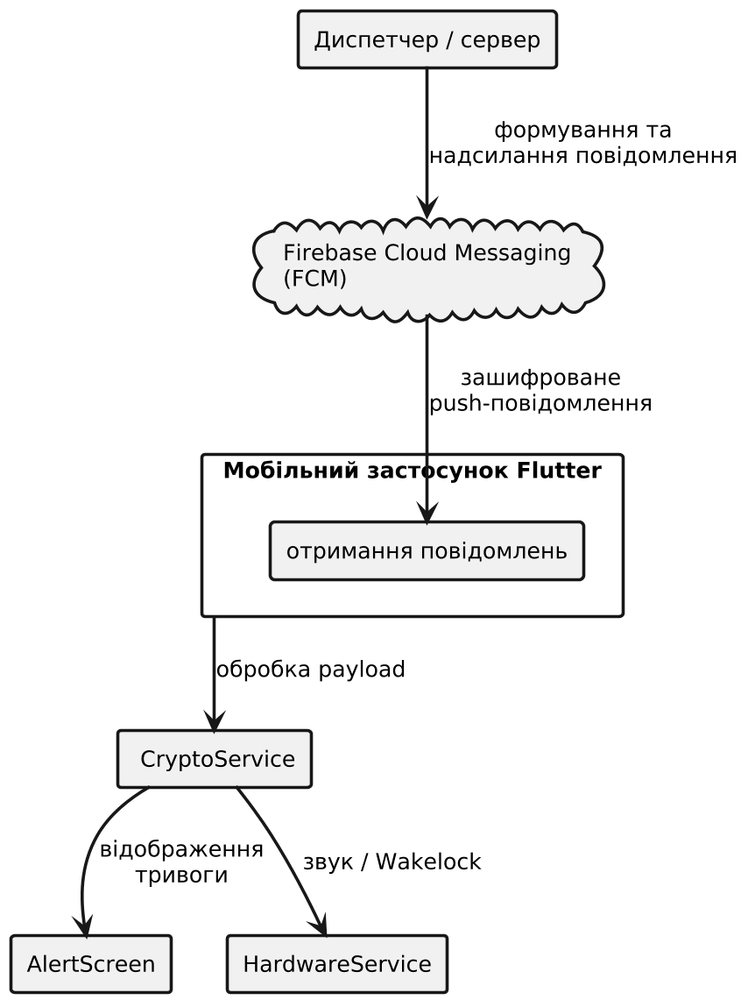 Диспетчер / сервер
формування та
надсилання повідомлення
Firebase Cloud Messaging
(FCM)
зашифроване
push-повідомлення
Мобільний застосунок Flutter
отримання повідомлень
обробка payload
CryptoService
відображення
тривоги
звук / Wakelock
AlertScreen
HardwareService